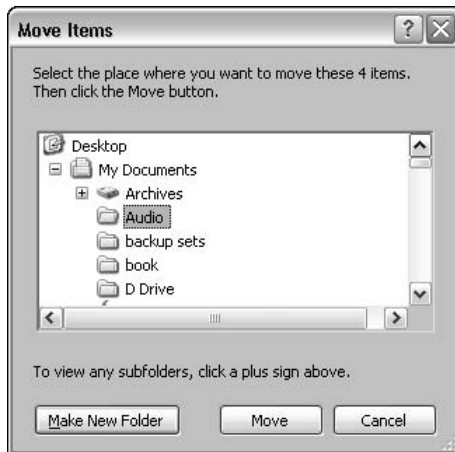 Move Items
Select the place where you want to move these 4 items.
Then click the Move button.
Desktop
My Documents
Archives
Audio
backup sets
book
D Drive
To view any subfolders, click a plus sign above.
Make New Folder Move Cancel